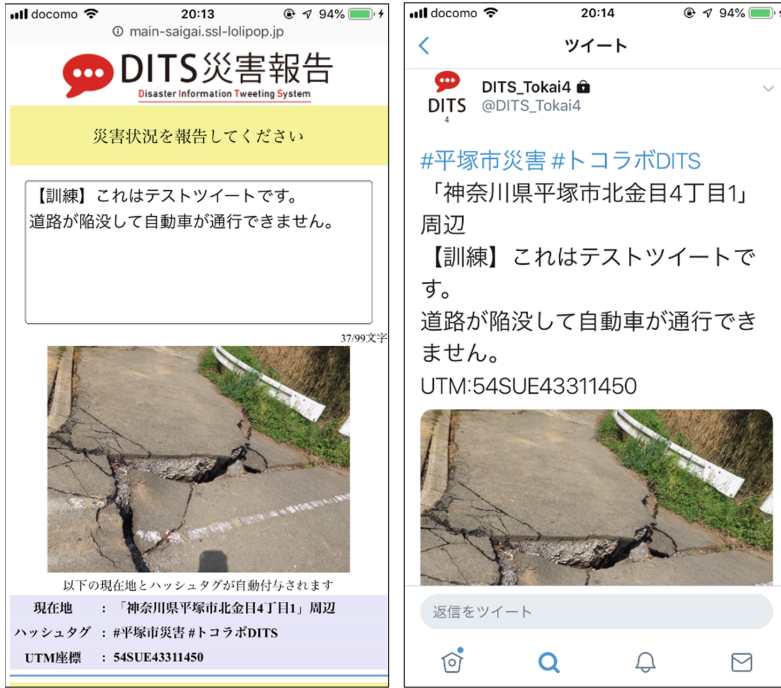 docomo 20:13 94%
main-saigai.ssl-lolipop.jp
DITS災害報告
Disaster Information Tweeting System
災害状況を報告してください
【訓練】これはテストツイートです。
道路が陥没して自動車が通行できません。
37/99文字
以下の現在地とハッシュタグが自動付与されます
現在地 : 「神奈川県平塚市北金目4丁目1」周辺
ハッシュタグ : #平塚市災害 #トコラボDITS
UTM座標 : 54SUE43311450
docomo 20:14 94%
ツイート
DITS
4
DITS_Tokai4
@DITS_Tokai4
#平塚市災害 #トコラボDITS
「神奈川県平塚市北金目4丁目1」
周辺
【訓練】これはテストツイートで
す。
道路が陥没して自動車が通行でき
ません。
UTM:54SUE43311450
返信をツイート